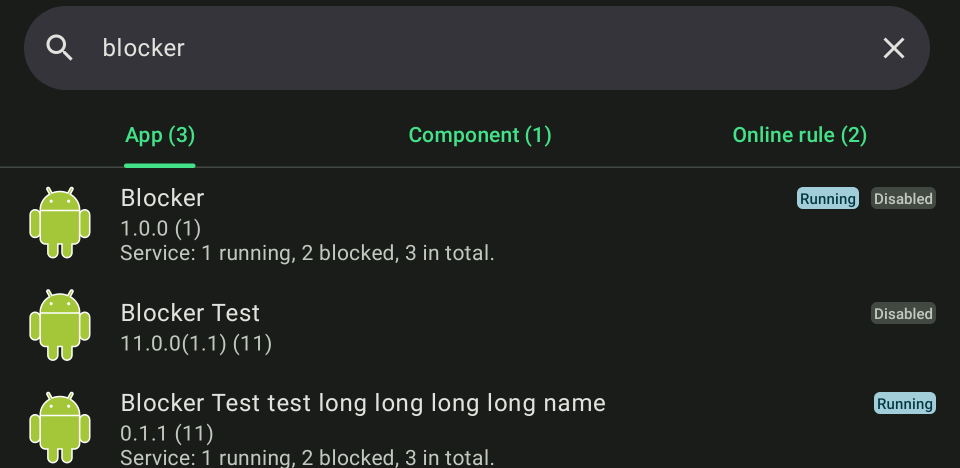 blocker
App (3) Component (1) Online rule (2)
Blocker Running Disabled
1.0.0 (1)
Service: 1 running, 2 blocked, 3 in total.
Blocker Test Disabled
11.0.0(1.1) (11)
Blocker Test test long long long long name Running
0.1.1 (11)
Service: 1 running, 2 blocked, 3 in total.